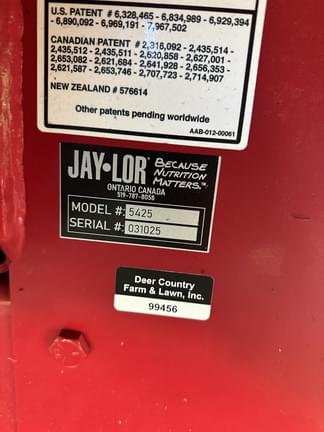 U.S. PATENT # 6,328,465 - 6,834,989 - 6,929,394
- 6,890,092 - 6,969,191 - 7,967,502
CANADIAN PATENT # 2,318,092 - 2,435,514
- 2,435,512 - 2,435,511 - 2,620,858 - 2,627,001 -
2,653,082 - 2,621,684 - 2,641,928 - 2,656,353 -
2,621,587 - 2,653,746 - 2,707,723 - 2,714,907
NEW ZEALAND # 576614
Other patents pending worldwide
AAB-012-00061
JAY•LOR® BECAUSE
NUTRITION
MATTERS.™
ONTARIO CANADA
519-787-8058
MODEL #: 5425
SERIAL #: 031025
Deer Country
Farm & Lawn, Inc.
99456